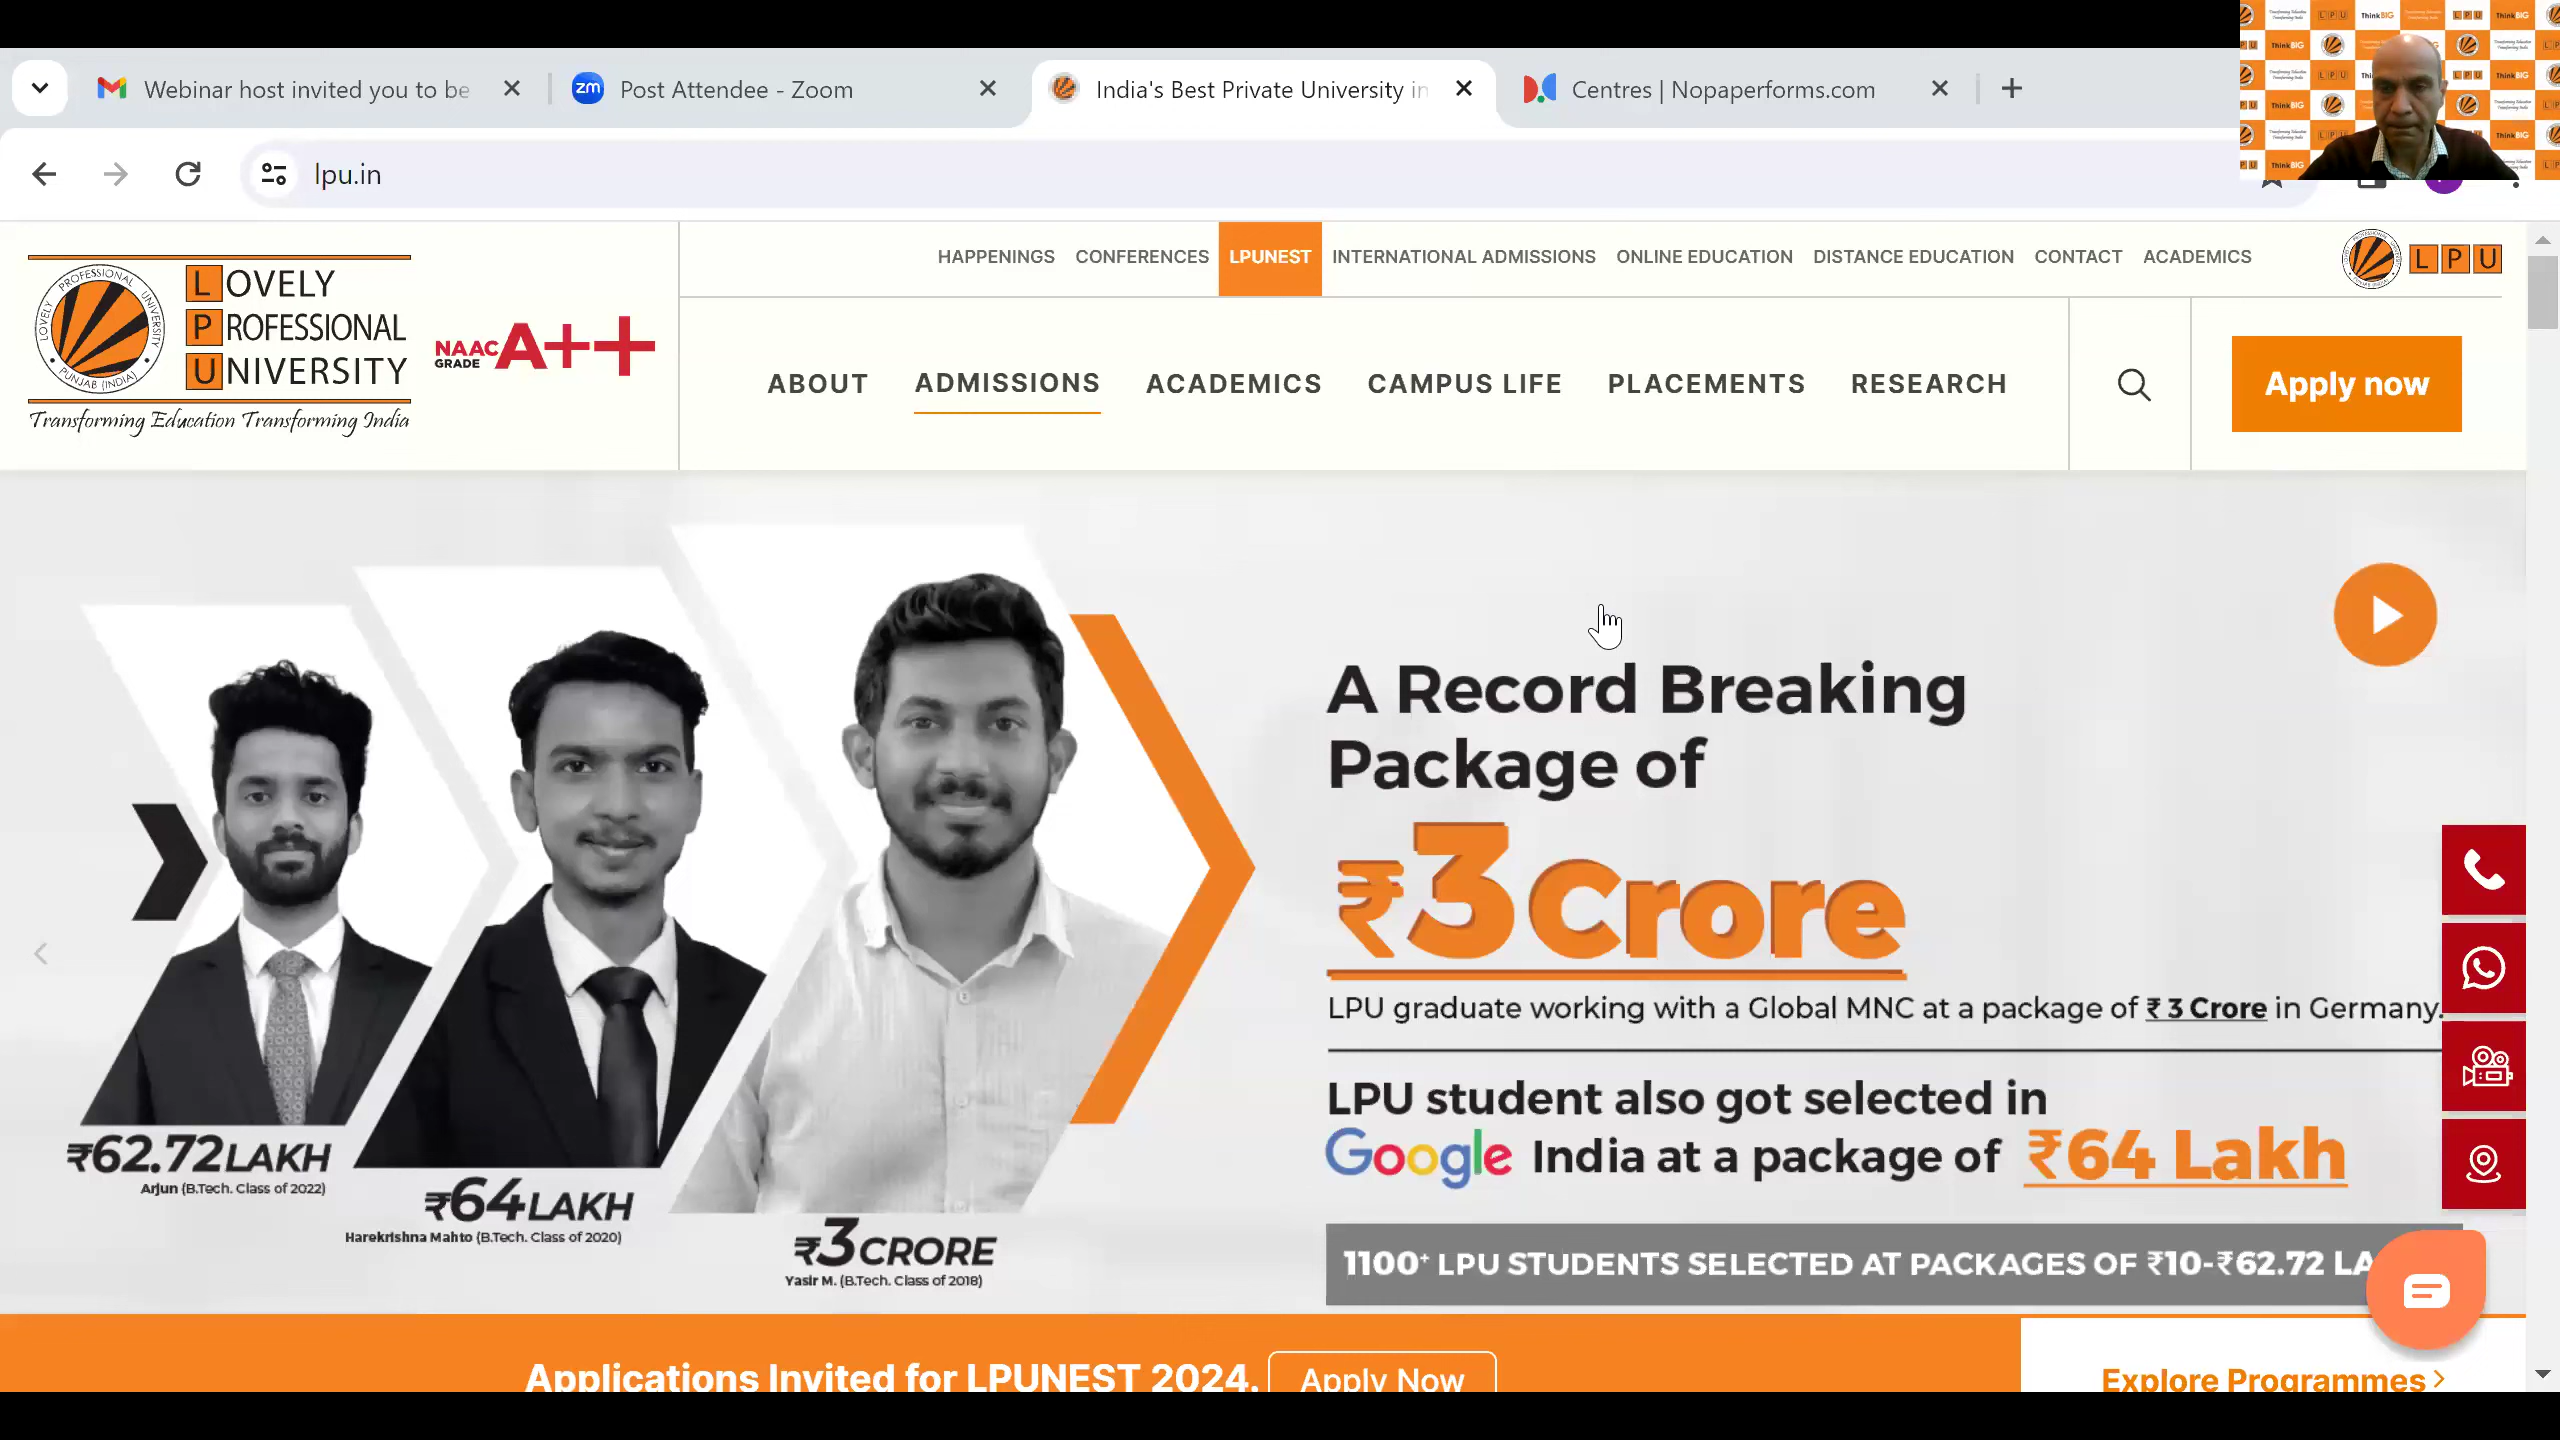 Webinar host invited you to be
zm Post Attendee - Zoom
India's Best Private University in
Centres | Nopaperforms.com
lpu.in
HAPPENINGS CONFERENCES LPUNEST INTERNATIONAL ADMISSIONS ONLINE EDUCATION DISTANCE EDUCATION CONTACT ACADEMICS
LPU
LOVELY
PROFESSIONAL
UNIVERSITY
Transforming Education Transforming India
LOVELY PROFESSIONAL UNIVERSITY
PUNJAB (INDIA)
NAAC
GRADE
A++
ABOUT ADMISSIONS ACADEMICS CAMPUS LIFE PLACEMENTS RESEARCH
Apply now
A Record Breaking
Package of
₹3 Crore
LPU graduate working with a Global MNC at a package of ₹ 3 Crore in Germany.
LPU student also got selected in
Google India at a package of ₹64 Lakh
1100+ LPU STUDENTS SELECTED AT PACKAGES OF ₹10-₹62.72 LA
₹62.72 LAKH
Arjun (B.Tech. Class of 2022)
₹64 LAKH
Harekrishna Mahto (B.Tech. Class of 2020)
₹3 CRORE
Yasir M. (B.Tech. Class of 2018)
Applications Invited for LPUNEST 2024. Apply Now
Explore Programmes